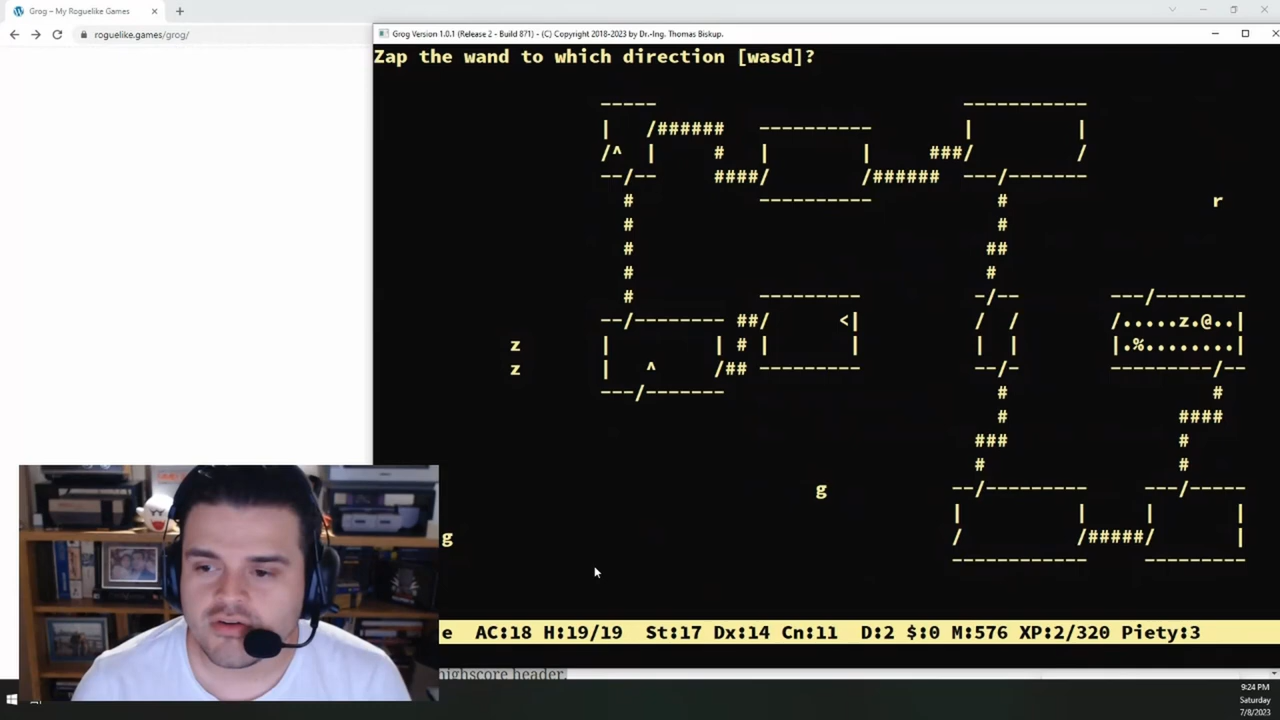 Grog – My Roguelike Games
roguelike.games/grog/
Grog Version 1.0.1 (Release 2 - Build 871) - (C) Copyright 2018-2023 by Dr.-Ing. Thomas Biskup.
Zap the wand to which direction [wasd]?
-----                            -----------
|   /######   ----------        |          |
/^  |     #   |        |     ###/          /
--/--     ####/        /######  ---/-------
#             ----------           #                   r
#                                  #
#                                 ##
#                                 #
#           ---------            -/--         ---/--------
--/--------  ##/      <|         /  /         /.....z.@..|
z       |         | # |       |          |  |         |.%........|
z       |   ^     /## ---------          --/-         ---------/--
---/-------                         #                  #
#               ####
###               #
#                 #
g            --/---------     ---/-----
|          |     |       |
g            /          /#####/       |
------------     ---------
e AC:18 H:19/19 St:17 Dx:14 Cn:11 D:2 $:0 M:576 XP:2/320 Piety:3
highscore header.
9:24 PM
Saturday
7/8/2023